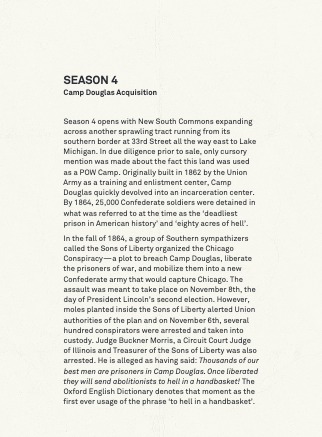 SEASON 4
Camp Douglas Acquisition
Season 4 opens with New South Commons expanding
across another sprawling tract running from its
southern border at 33rd Street all the way east to Lake
Michigan. In due diligence prior to sale, only cursory
mention was made about the fact this land was used
as a POW Camp. Originally built in 1862 by the Union
Army as a training and enlistment center, Camp
Douglas quickly devolved into an incarceration center.
By 1864, 25,000 Confederate soldiers were detained in
what was referred to at the time as the ‘deadliest
prison in American history’ and ‘eighty acres of hell’.
In the fall of 1864, a group of Southern sympathizers
called the Sons of Liberty organized the Chicago
Conspiracy—a plot to breach Camp Douglas, liberate
the prisoners of war, and mobilize them into a new
Confederate army that would capture Chicago. The
assault was meant to take place on November 8th, the
day of President Lincoln’s second election. However,
moles planted inside the Sons of Liberty alerted Union
authorities of the plan and on November 6th, several
hundred conspirators were arrested and taken into
custody. Judge Buckner Morris, a Circuit Court Judge
of Illinois and Treasurer of the Sons of Liberty was also
arrested. He is alleged as having said: Thousands of our
best men are prisoners in Camp Douglas. Once liberated
they will send abolitionists to hell in a handbasket! The
Oxford English Dictionary denotes that moment as the
first ever usage of the phrase ‘to hell in a handbasket’.